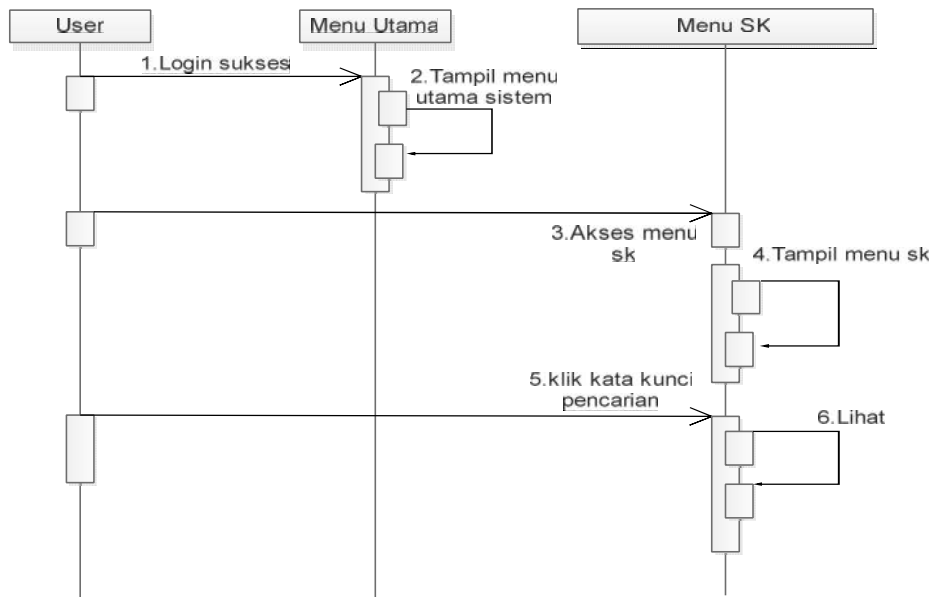 User
Menu Utama
Menu SK
1.Login sukses
2.Tampil menu
utama sistem
3.Akses menu
sk
4.Tampil menu sk
5.klik kata kunci
pencarian
6.Lihat